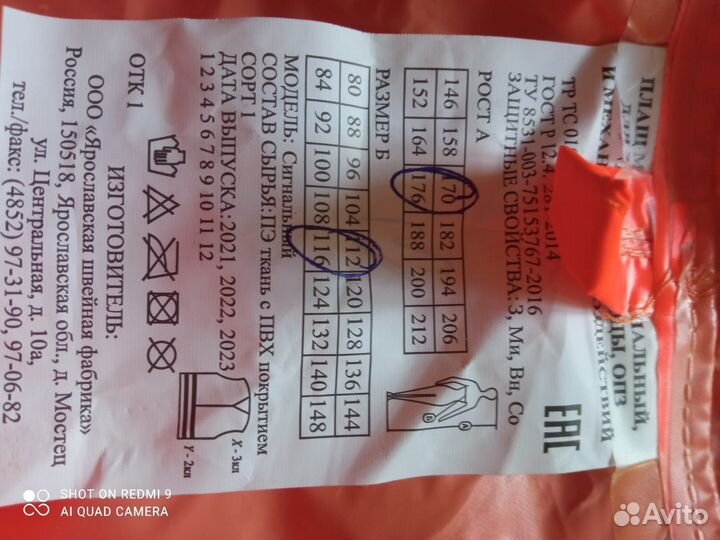 ПЛАЩ
И МЕХАН
ТР ТС 01
ГОСТ Р 12.4. 2014
ТУ 8531-003-75153767-2016
ЗАЩИТНЫЕ СВОЙСТВА: З, Ми, Вн, Со
ЕАС
РОСТ А
146 158 170 182 194 206
152 164 176 188 200 212
А
Б
РАЗМЕР Б
80 88 96 104 112 120 128 136 144
84 92 100 108 116 124 132 140 148
МОДЕЛЬ: Сигнальный
СОСТАВ СЫРЬЯ: ПЭ ткань с ПВХ покрытием
СОРТ 1
ДАТА ВЫПУСКА: 2021, 2022, 2023
1 2 3 4 5 6 7 8 9 10 11 12
X - 3кл
Y - 2кл
ОТК 1
ИЗГОТОВИТЕЛЬ:
ООО «Ярославская швейная фабрика»
Россия, 150518, Ярославская обл., д. Мостец
ул. Центральная, д. 10а,
тел./факс: (4852) 97-31-90, 97-06-82
SHOT ON REDMI 9
AI QUAD CAMERA
Avito